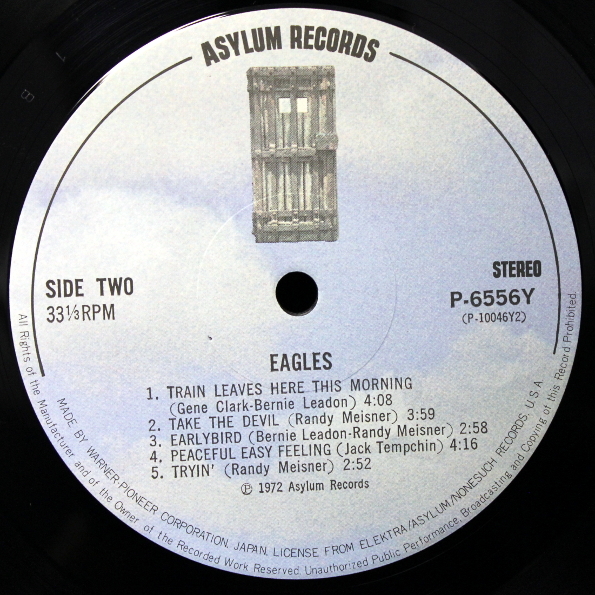 ASYLUM RECORDS
SIDE TWO
33⅓RPM
STEREO
P-6556Y
(P-10046Y2)
EAGLES
1. TRAIN LEAVES HERE THIS MORNING
(Gene Clark-Bernie Leadon) 4:08
2. TAKE THE DEVIL (Randy Meisner) 3:59
3. EARLYBIRD (Bernie Leadon-Randy Meisner) 2:58
4. PEACEFUL EASY FEELING (Jack Tempchin) 4:16
5. TRYIN' (Randy Meisner) 2:52
Ⓟ 1972 Asylum Records
MADE BY WARNER-PIONEER CORPORATION, JAPAN. LICENSE FROM ELEKTRA/ASYLUM/NONESUCH RECORDS, U.S.A.
All Rights of the Manufacturer and of the Owner of the Recorded Work Reserved. Unauthorized Public Performance, Broadcasting and Copying of this Record Prohibited.